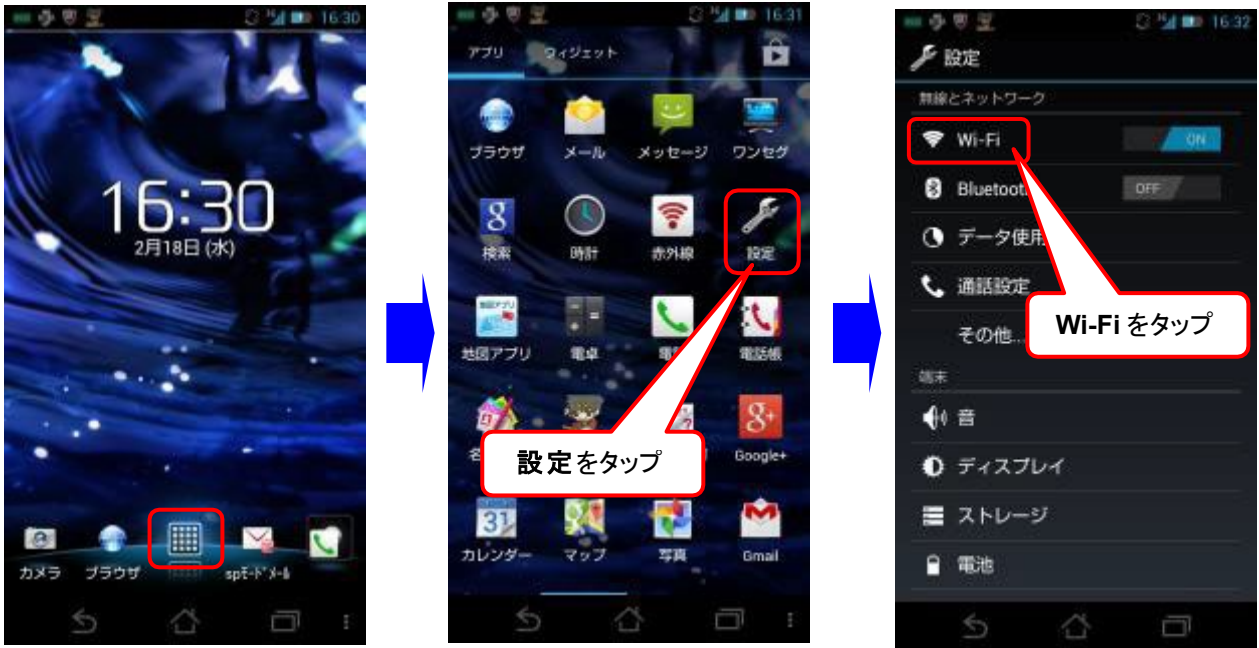 16:30
16:30
2月18日 (水)
カメラ
ブラウザ
spﾓｰﾄﾞﾒｰﾙ
16:31
アプリ
ウィジェット
ブラウザ
メール
メッセージ
ワンセグ
検索
時計
赤外線
設定
地図アプリ
電卓
電話帳
設定をタップ
Google+
31
カレンダー
マップ
写真
Gmail
16:32
設定
無線とネットワーク
Wi-Fi
ON
Bluetoot
OFF
データ使用
通話設定
その他...
Wi-Fi をタップ
端末
音
ディスプレイ
ストレージ
電池